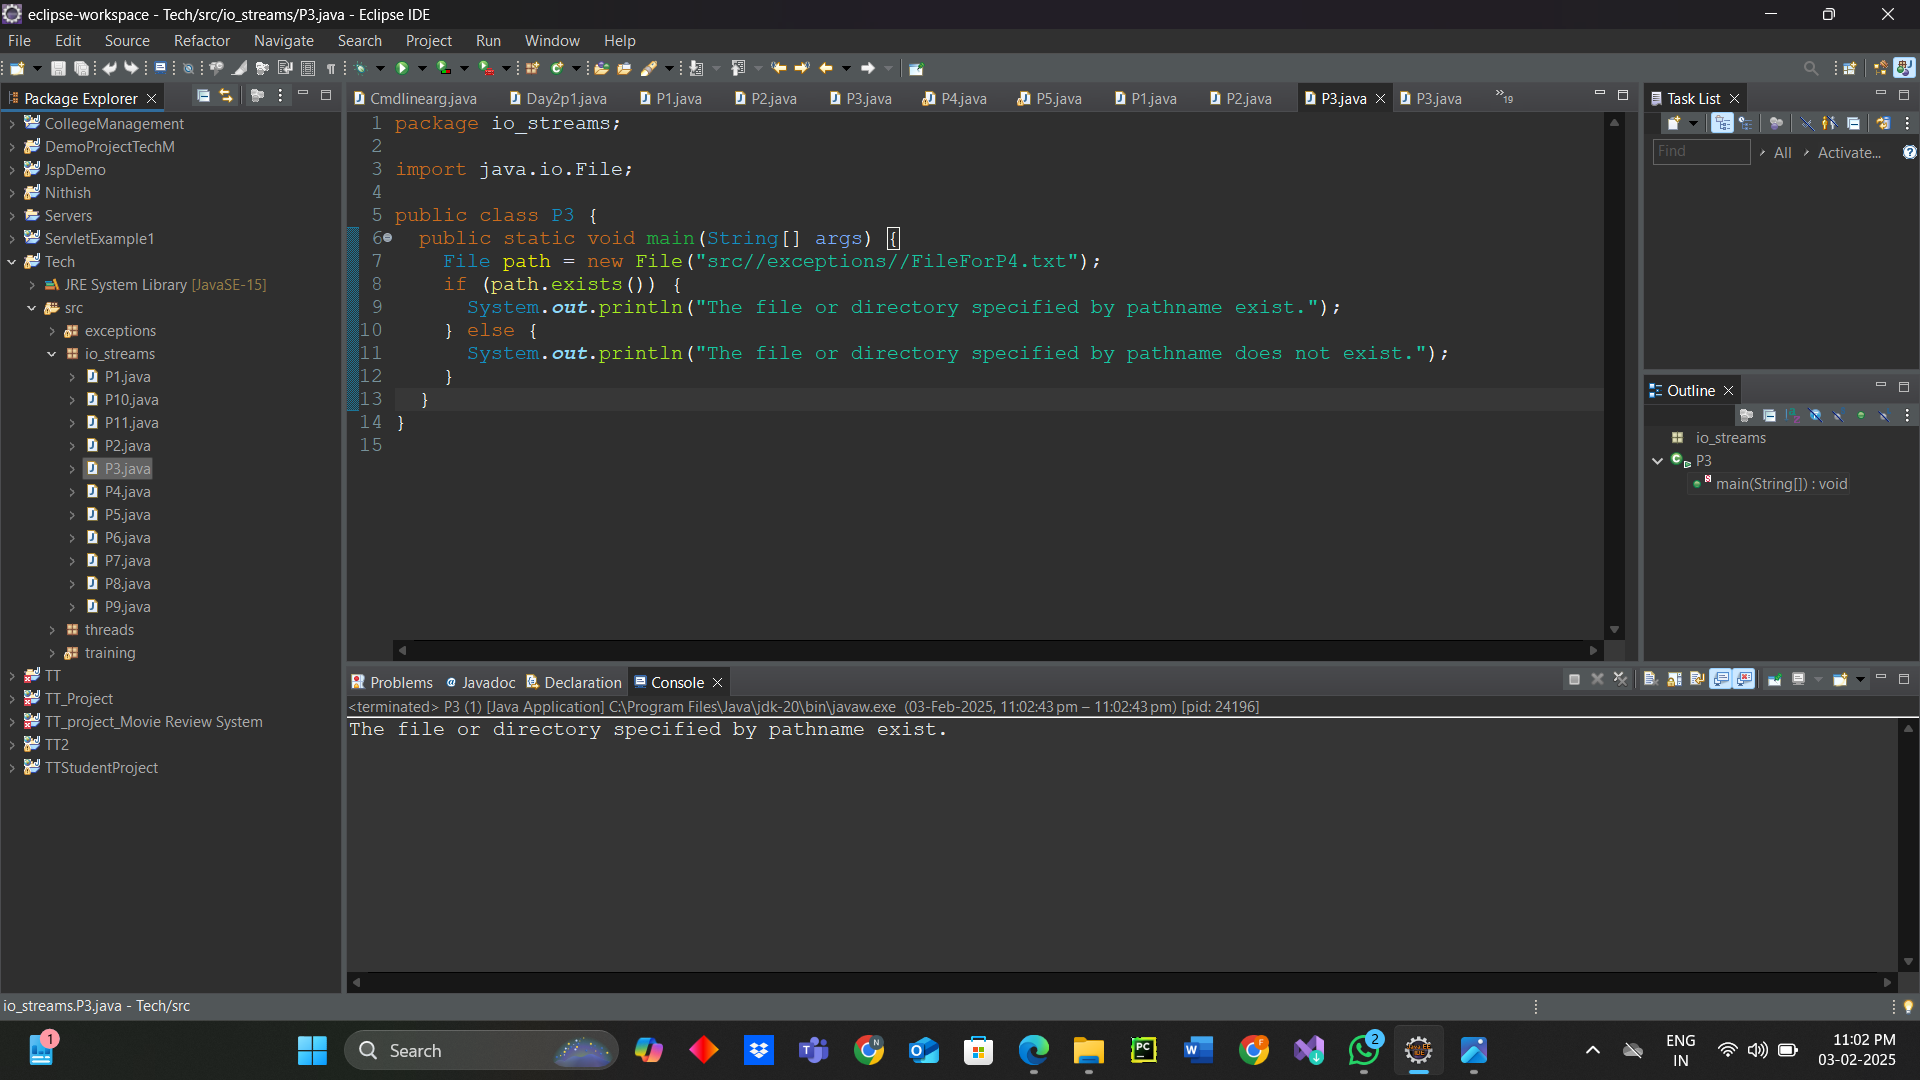 eclipse-workspace - Tech/src/io_streams/P3.java - Eclipse IDE
File Edit Source Refactor Navigate Search Project Run Window Help
Package Explorer
CollegeManagement
DemoProjectTechM
JspDemo
Nithish
Servers
ServletExample1
Tech
JRE System Library [JavaSE-15]
src
exceptions
io_streams
P1.java
P10.java
P11.java
P2.java
P3.java
P4.java
P5.java
P6.java
P7.java
P8.java
P9.java
threads
training
TT
TT_Project
TT_project_Movie Review System
TT2
TTStudentProject
Cmdlinearg.java Day2p1.java P1.java P2.java P3.java P4.java P5.java P1.java P2.java P3.java P3.java 19
1 package io_streams;
2
3 import java.io.File;
4
5 public class P3 {
6 public static void main(String[] args) {
7 File path = new File("src//exceptions//FileForP4.txt");
8 if (path.exists()) {
9 System.out.println("The file or directory specified by pathname exist.");
10 } else {
11 System.out.println("The file or directory specified by pathname does not exist.");
12 }
13 }
14 }
15
Task List
Find All Activate...
Outline
io_streams
P3
main(String[]) : void
Problems Javadoc Declaration Console
<terminated> P3 (1) [Java Application] C:\Program Files\Java\jdk-20\bin\javaw.exe (03-Feb-2025, 11:02:43 pm – 11:02:43 pm) [pid: 24196]
The file or directory specified by pathname exist.
io_streams.P3.java - Tech/src
1
Search
2
ENG
IN
11:02 PM
03-02-2025